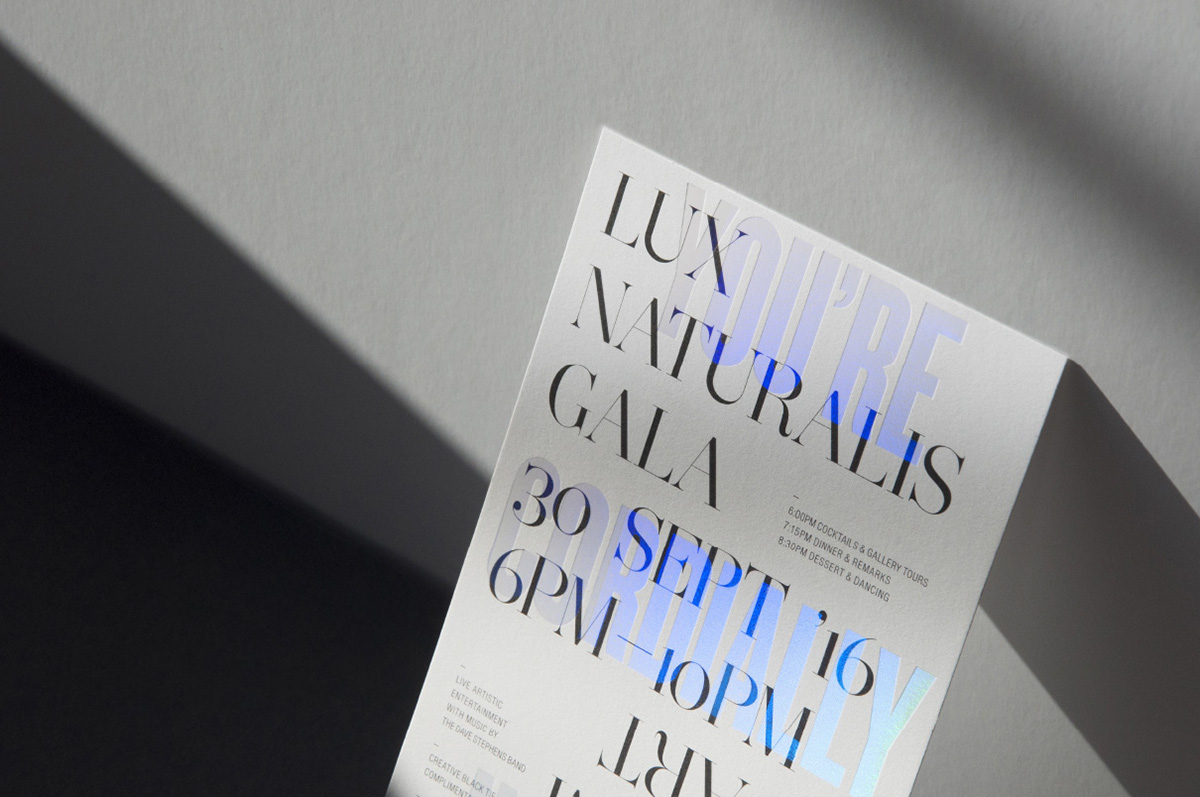 LUX
NATURALIS
GALA
YOU'RE
6:00PM COCKTAILS & GALLERY TOURS
7:15PM DINNER & REMARKS
8:30PM DESSERT & DANCING
30 SEPT '16
6PM—10PM
CORDIALLY
LIVE ARTISTIC
ENTERTAINMENT
WITH MUSIC BY
THE DAVE STEPHENS BAND
CREATIVE BLACK TIE
ART